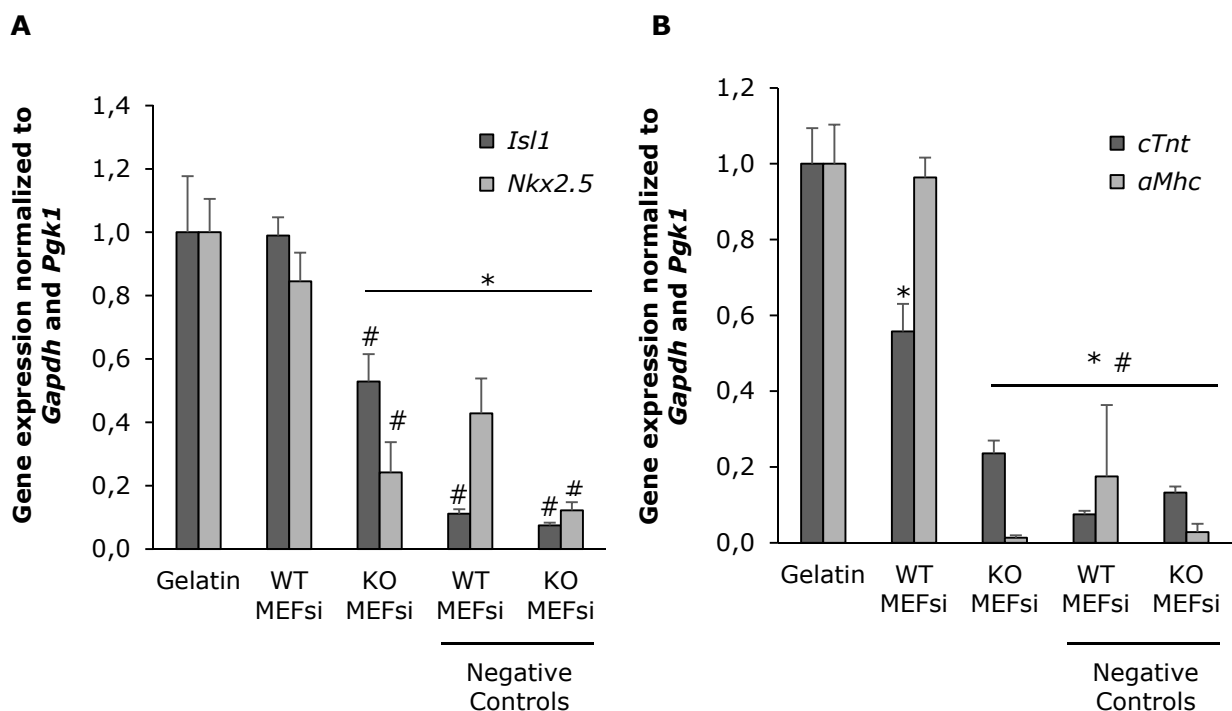 A
Gene expression normalized to
Gapdh and Pgk1
1,4
1,2
1,0
0,8
0,6
0,4
0,2
0,0
Isl1
Nkx2.5
*
#
#
#
#
#
Gelatin
WT
MEFsi
KO
MEFsi
WT
MEFsi
KO
MEFsi
Negative
Controls
B
Gene expression normalized to
Gapdh and Pgk1
1,2
1,0
0,8
0,6
0,4
0,2
0,0
cTnt
αMhc
*
* #
Gelatin
WT
MEFsi
KO
MEFsi
WT
MEFsi
KO
MEFsi
Negative
Controls